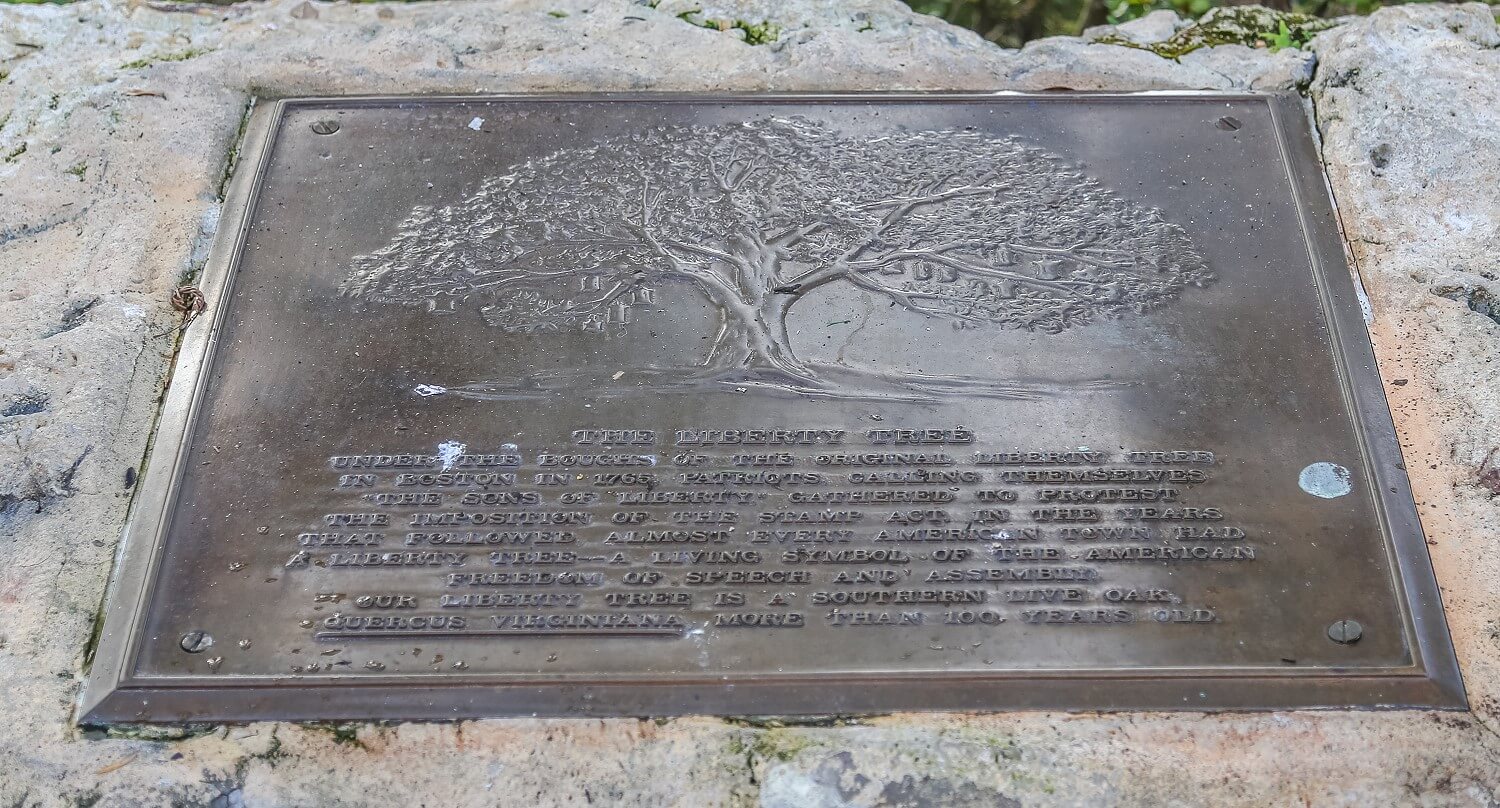 THE LIBERTY TREE
UNDER THE BOUGHS OF THE ORIGINAL LIBERTY TREE
IN BOSTON IN 1765, PATRIOTS, CALLING THEMSELVES
"THE SONS OF LIBERTY," GATHERED TO PROTEST
THE IMPOSITION OF THE STAMP ACT. IN THE YEARS
THAT FOLLOWED, ALMOST EVERY AMERICAN TOWN HAD
A LIBERTY TREE—A LIVING SYMBOL OF THE AMERICAN
FREEDOM OF SPEECH AND ASSEMBLY.
OUR LIBERTY TREE IS A SOUTHERN LIVE OAK,
QUERCUS VIRGINIANA, MORE THAN 100 YEARS OLD.